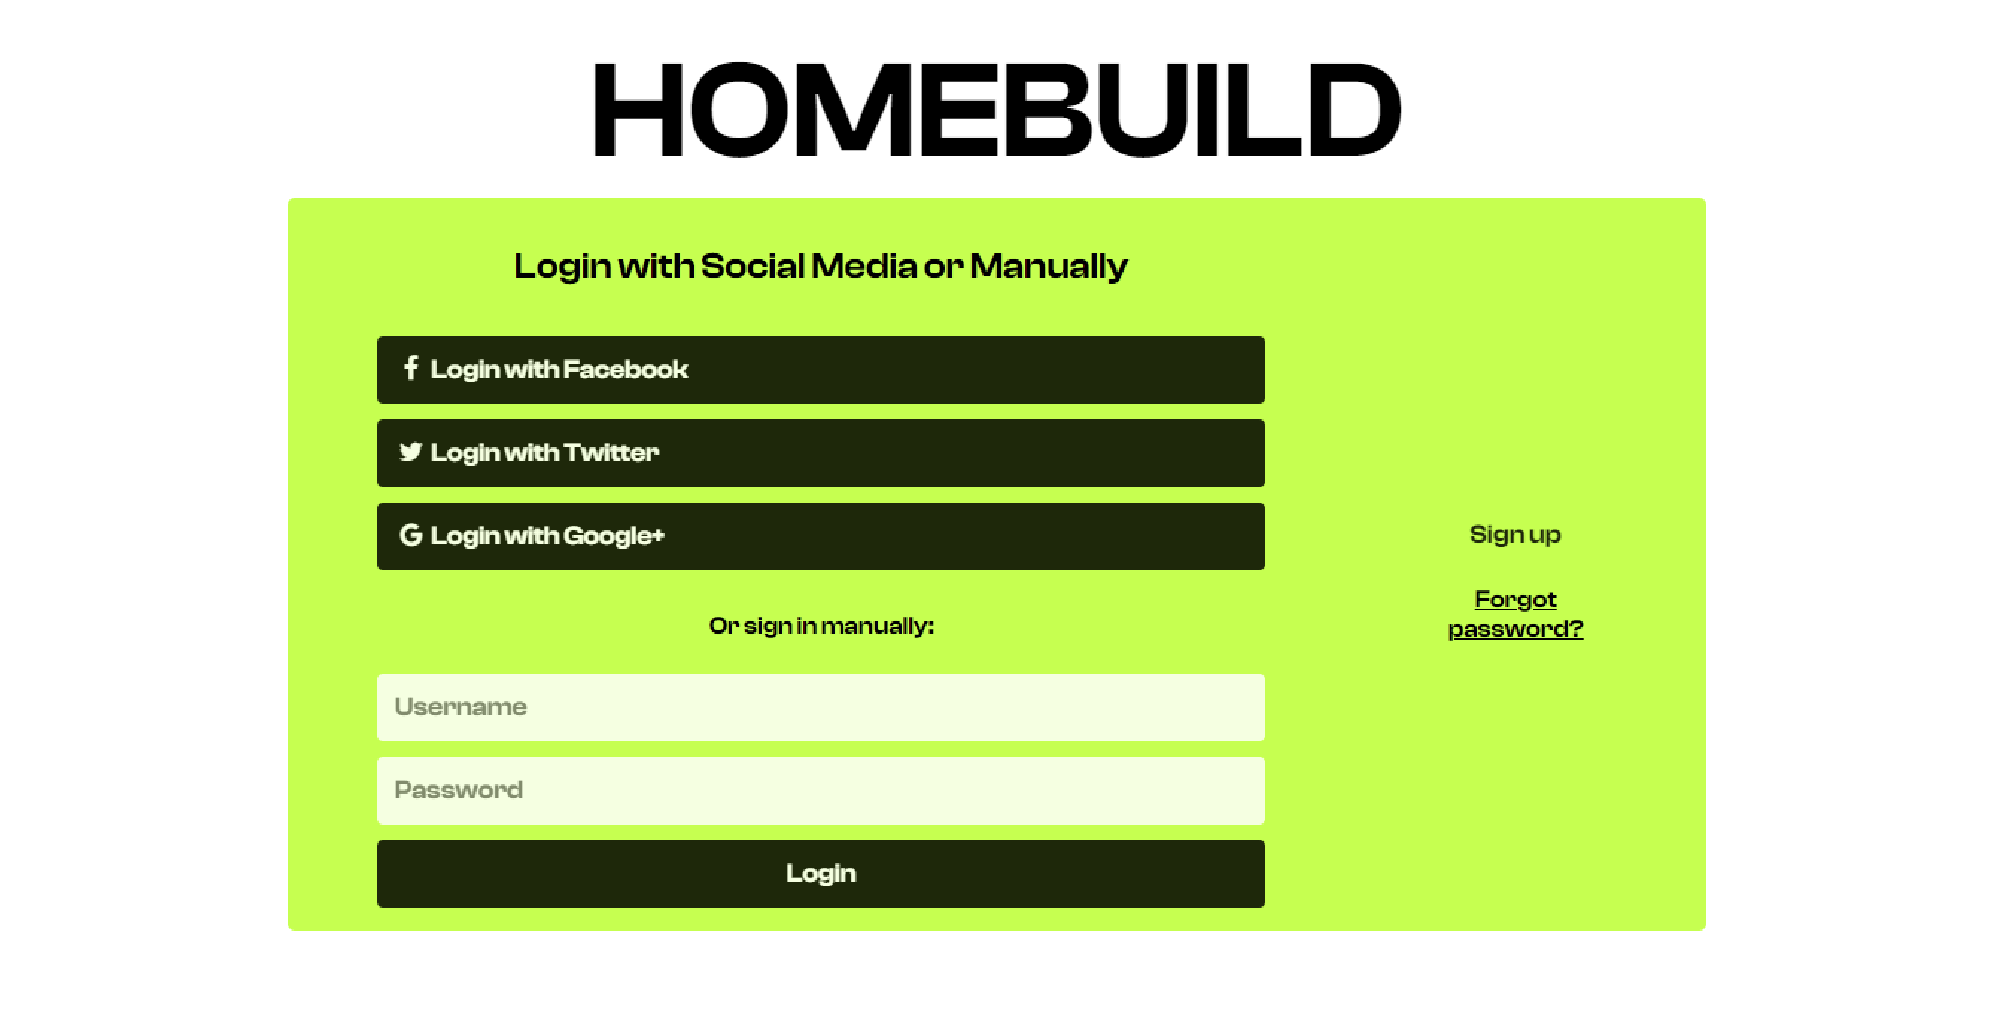 HOMEBUILD
Login with Social Media or Manually
Login with Facebook
Login with Twitter
Login with Google+
Or sign in manually:
Username
Password
Login
Sign up
Forgot
password?